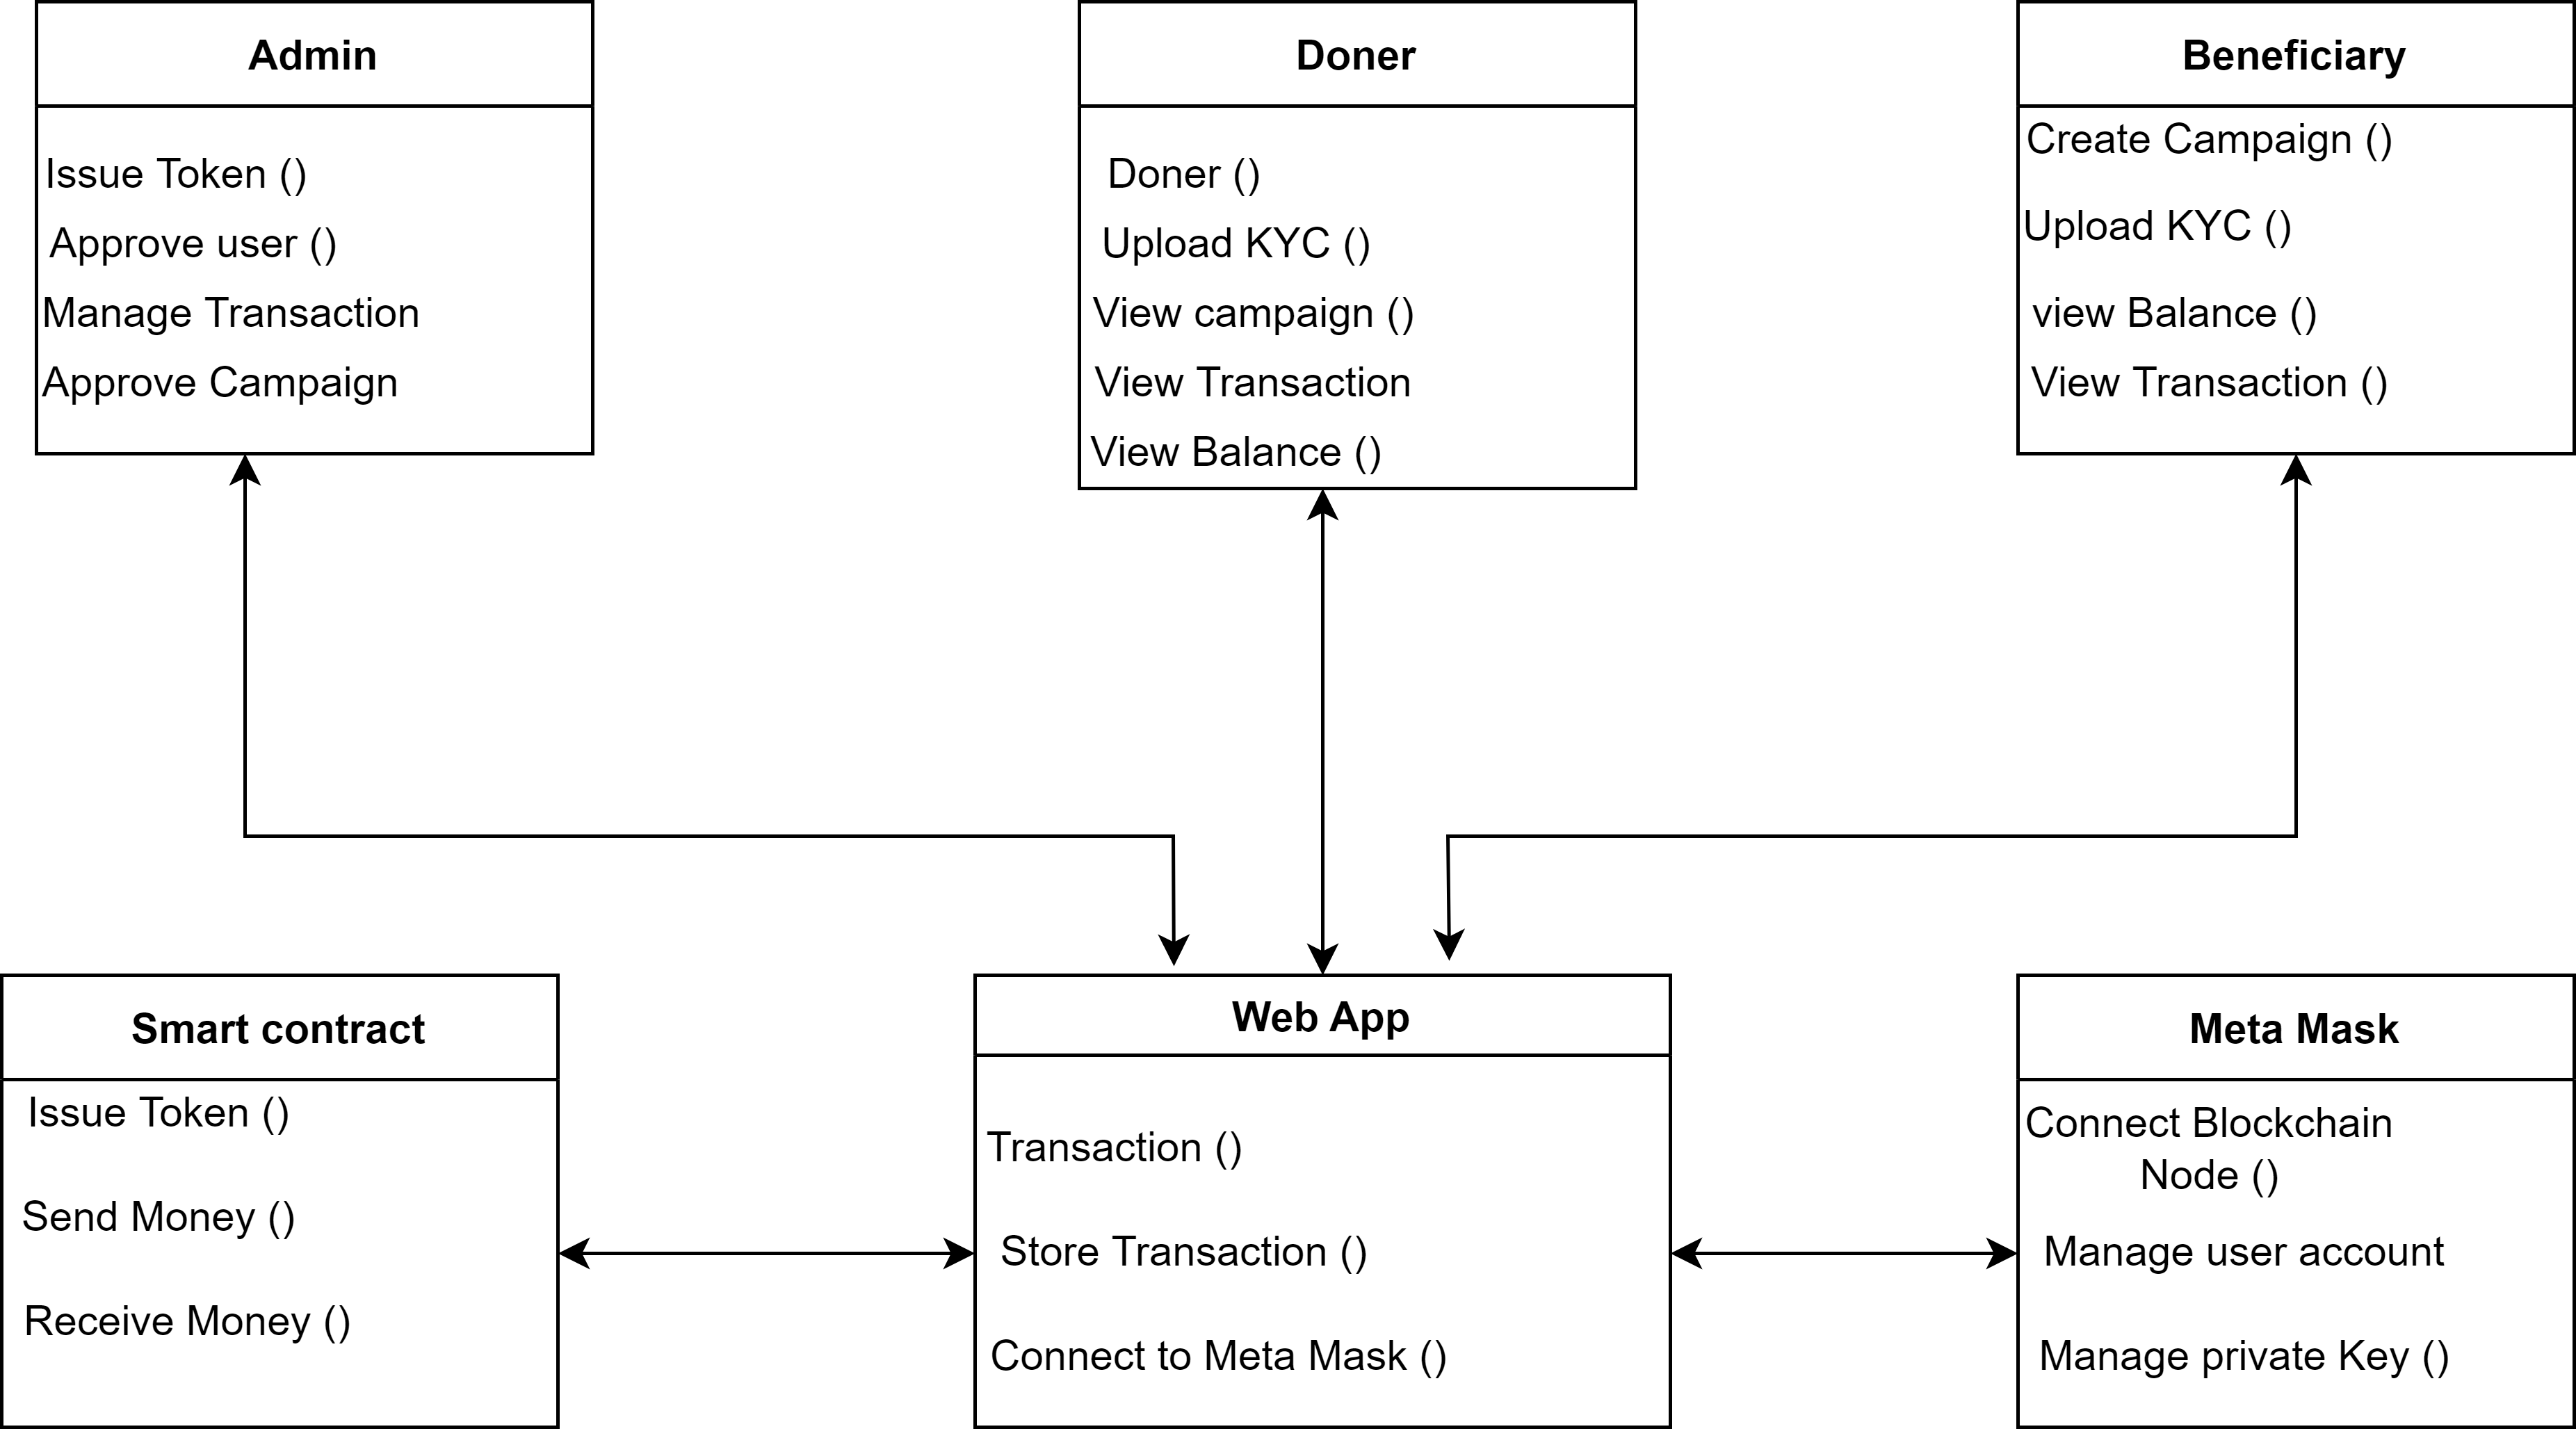 Admin
Issue Token ()
Approve user ()
Manage Transaction
Approve Campaign
Doner
Doner ()
Upload KYC ()
View campaign ()
View Transaction
View Balance ()
Beneficiary
Create Campaign ()
Upload KYC ()
view Balance ()
View Transaction ()
Smart contract
Issue Token ()
Send Money ()
Receive Money ()
Web App
Transaction ()
Store Transaction ()
Connect to Meta Mask ()
Meta Mask
Connect Blockchain
Node ()
Manage user account
Manage private Key ()